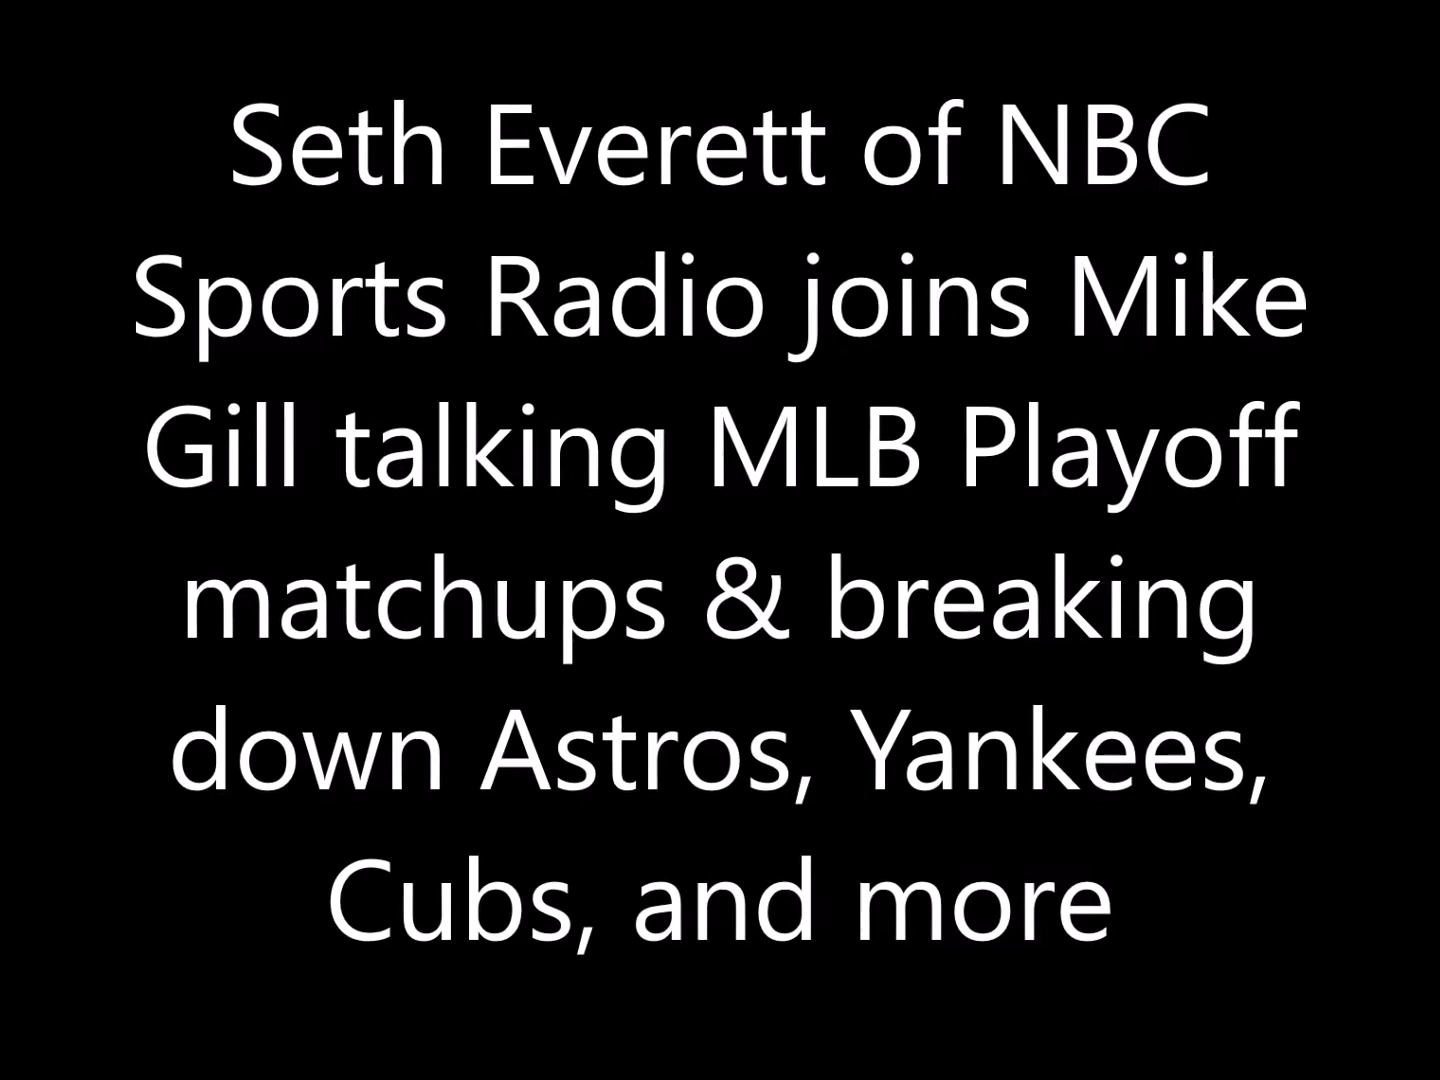 Seth Everett of NBC
Sports Radio joins Mike
Gill talking MLB Playoff
matchups & breaking
down Astros, Yankees,
Cubs, and more